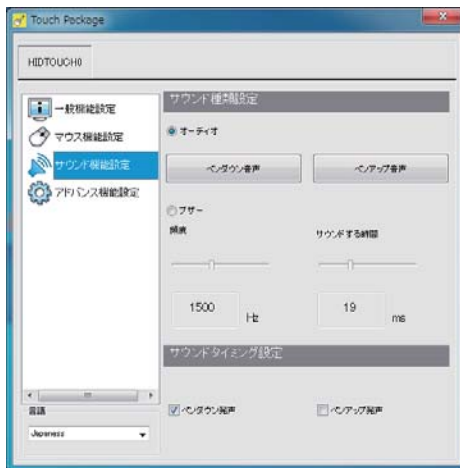 Touch Package
HIDTOUCH0
一般機能設定
マウス機能設定
サウンド機能設定
アドバンス機能設定
言語
Japanese
サウンド種類設定
オーディオ
ペンダウン音声
ペンアップ音声
ブザー
頻度
サウンドする時間
1500
Hz
19
ms
サウンドタイミング設定
ペンダウン発声
ペンアップ発声